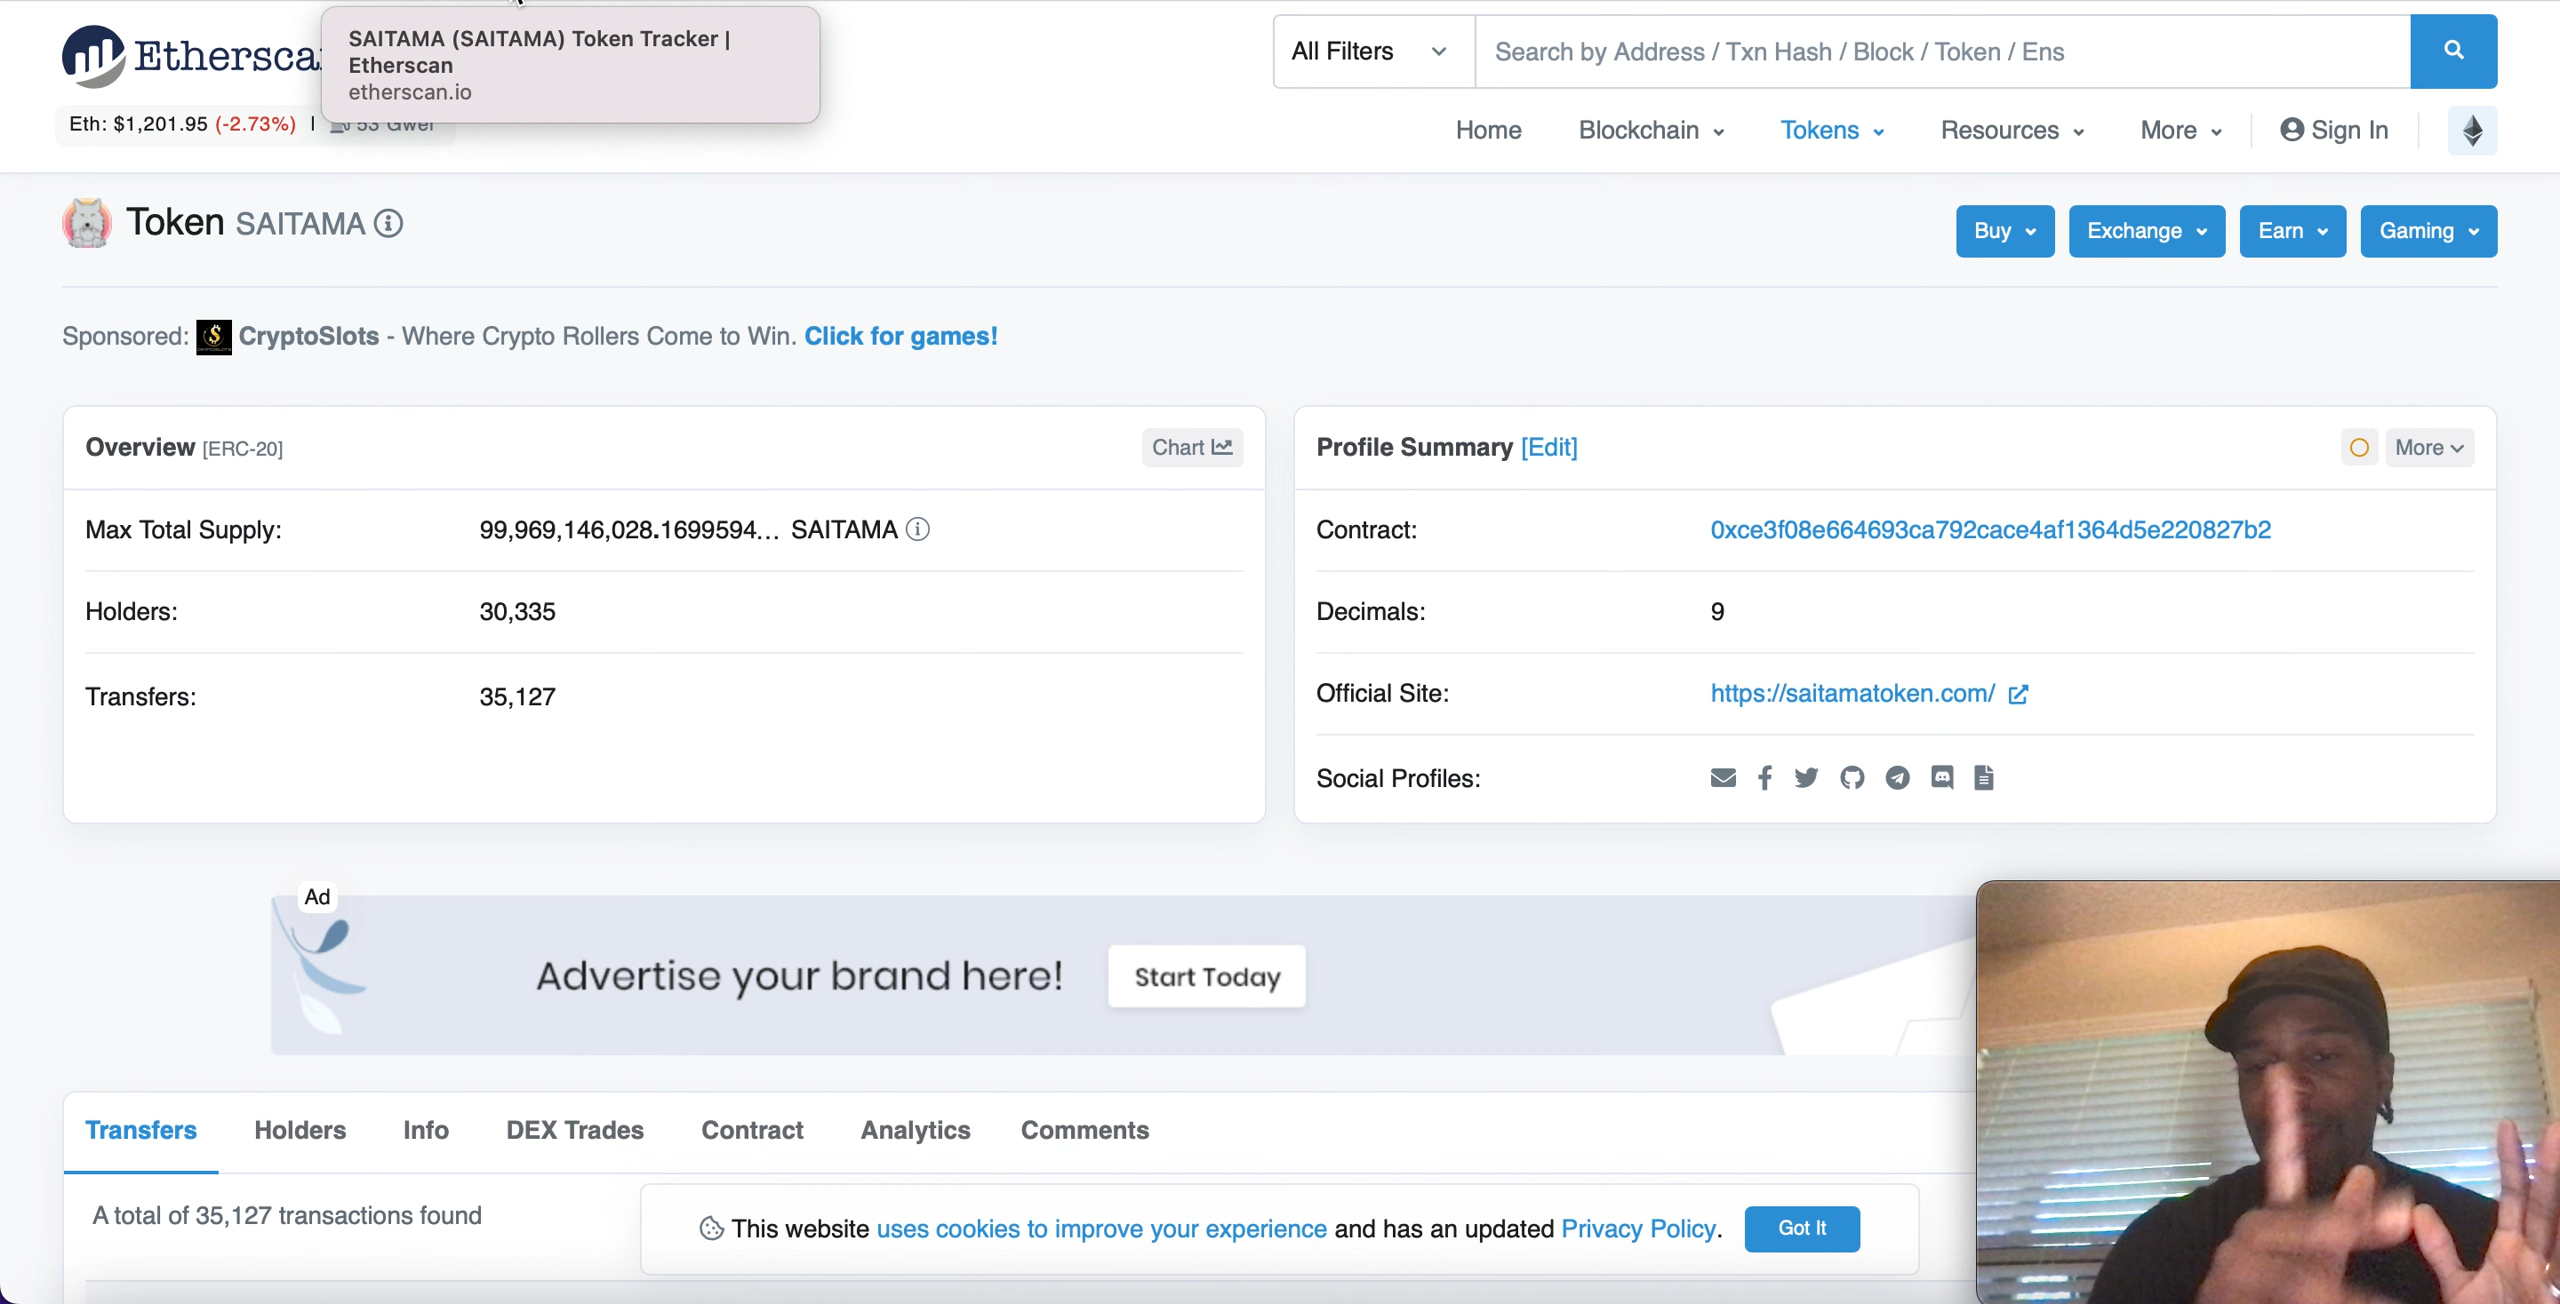 Etherscan
SAITAMA (SAITAMA) Token Tracker |
Etherscan
etherscan.io
All Filters
Search by Address / Txn Hash / Block / Token / Ens
Eth: $1,201.95 (-2.73%) | 53 Gwei
Home Blockchain Tokens Resources More Sign In
Token SAITAMA
Buy Exchange Earn Gaming
Sponsored: CryptoSlots - Where Crypto Rollers Come to Win. Click for games!
Overview [ERC-20]
Chart
Max Total Supply: 99,969,146,028.1699594... SAITAMA
Holders: 30,335
Transfers: 35,127
Profile Summary [Edit]
More
Contract: 0xce3f08e664693ca792cace4af1364d5e220827b2
Decimals: 9
Official Site: https://saitamatoken.com/
Social Profiles:
Ad
Advertise your brand here! Start Today
Transfers Holders Info DEX Trades Contract Analytics Comments
A total of 35,127 transactions found
This website uses cookies to improve your experience and has an updated Privacy Policy. Got It